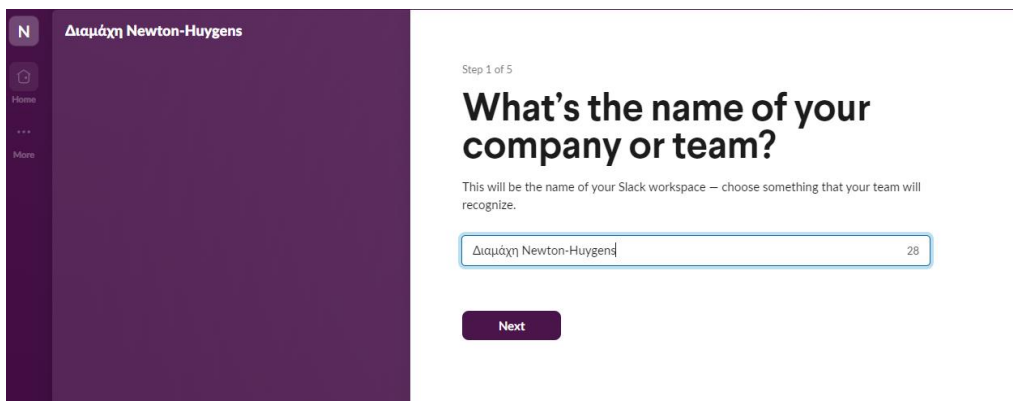 N
Διαμάχη Newton-Huygens
Home
More
Step 1 of 5
What's the name of your
company or team?
This will be the name of your Slack workspace — choose something that your team will
recognize.
Διαμάχη Newton-Huygens 28
Next